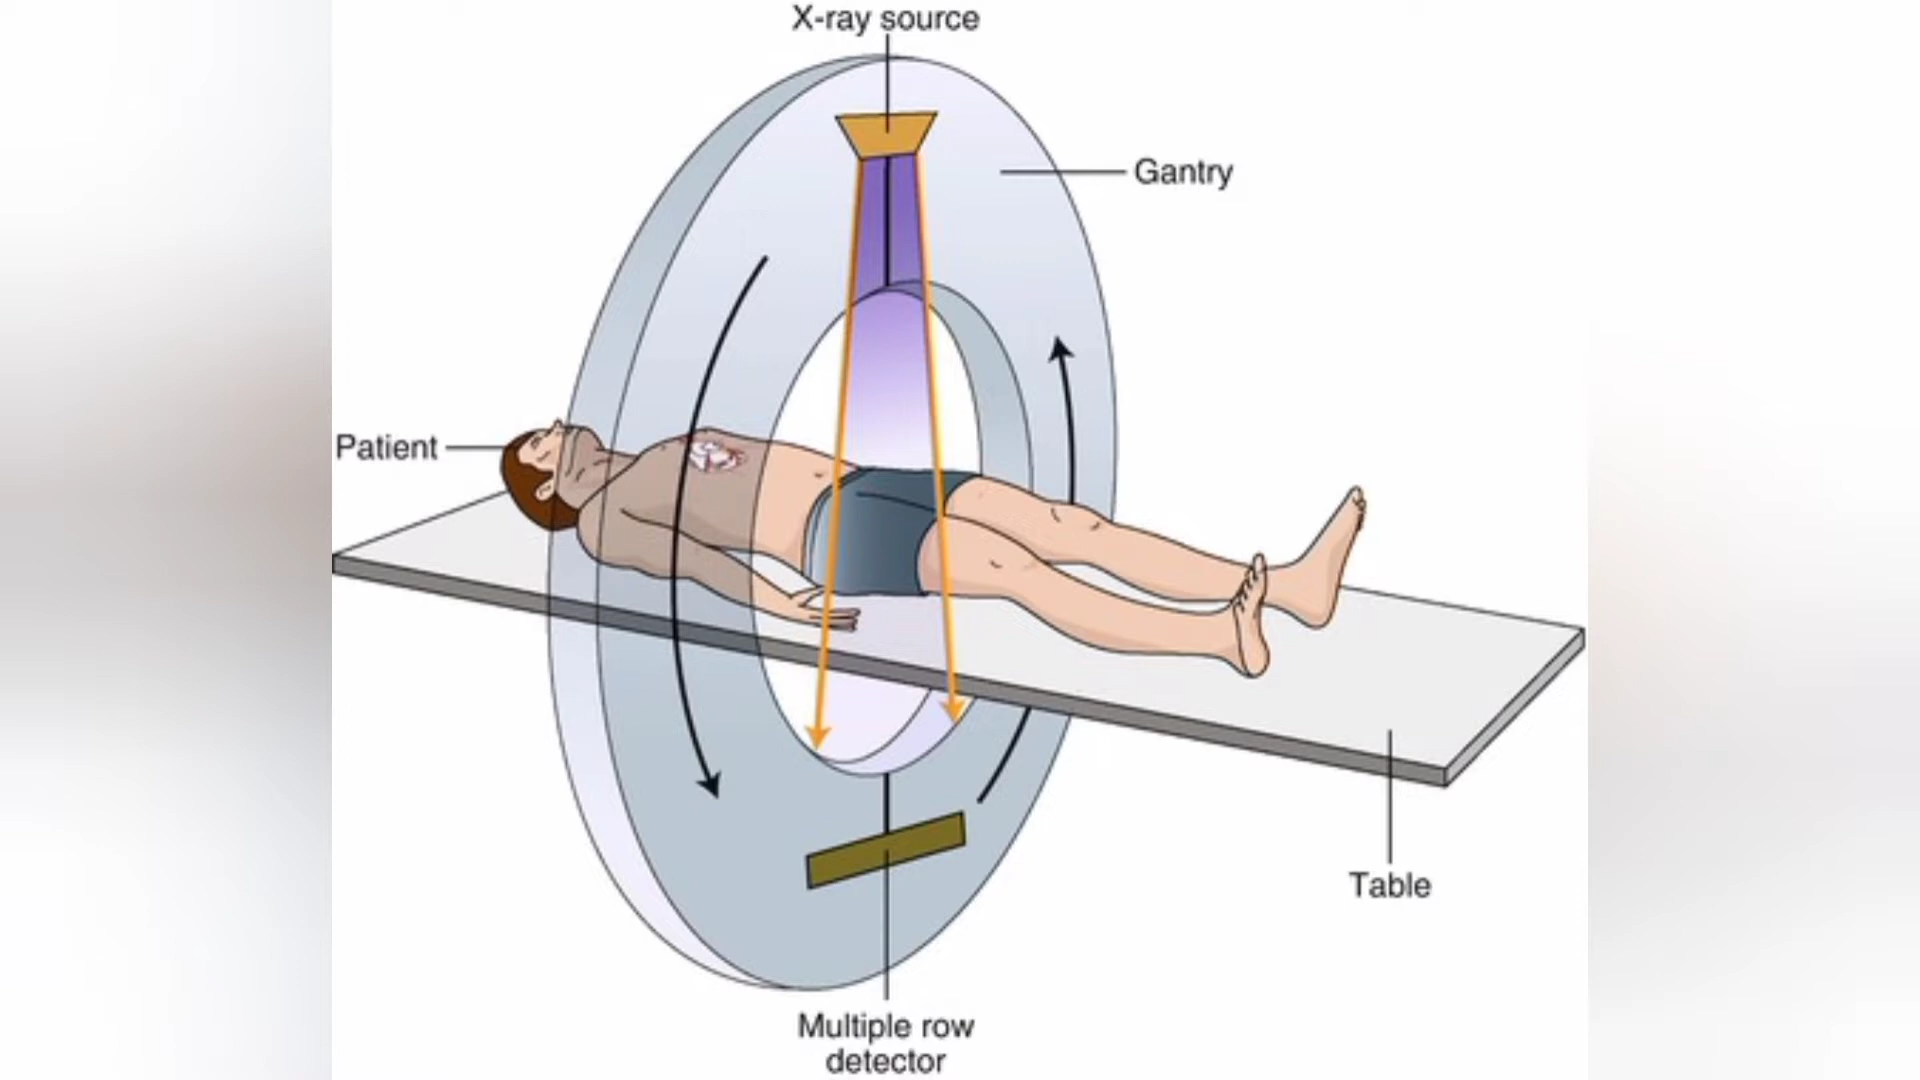 X-ray source
Gantry
Patient
Table
Multiple row
detector